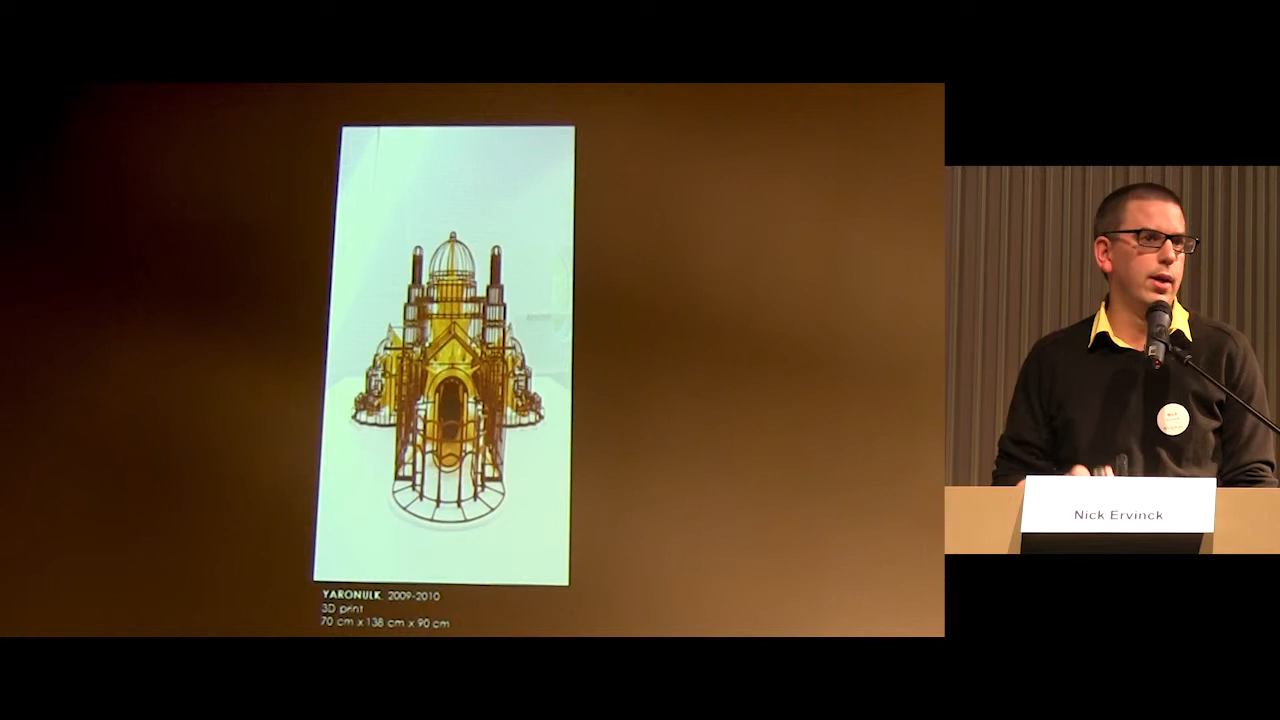 YARONULK, 2009-2010
3D print
70 cm x 138 cm x 90 cm
Nick Ervinck